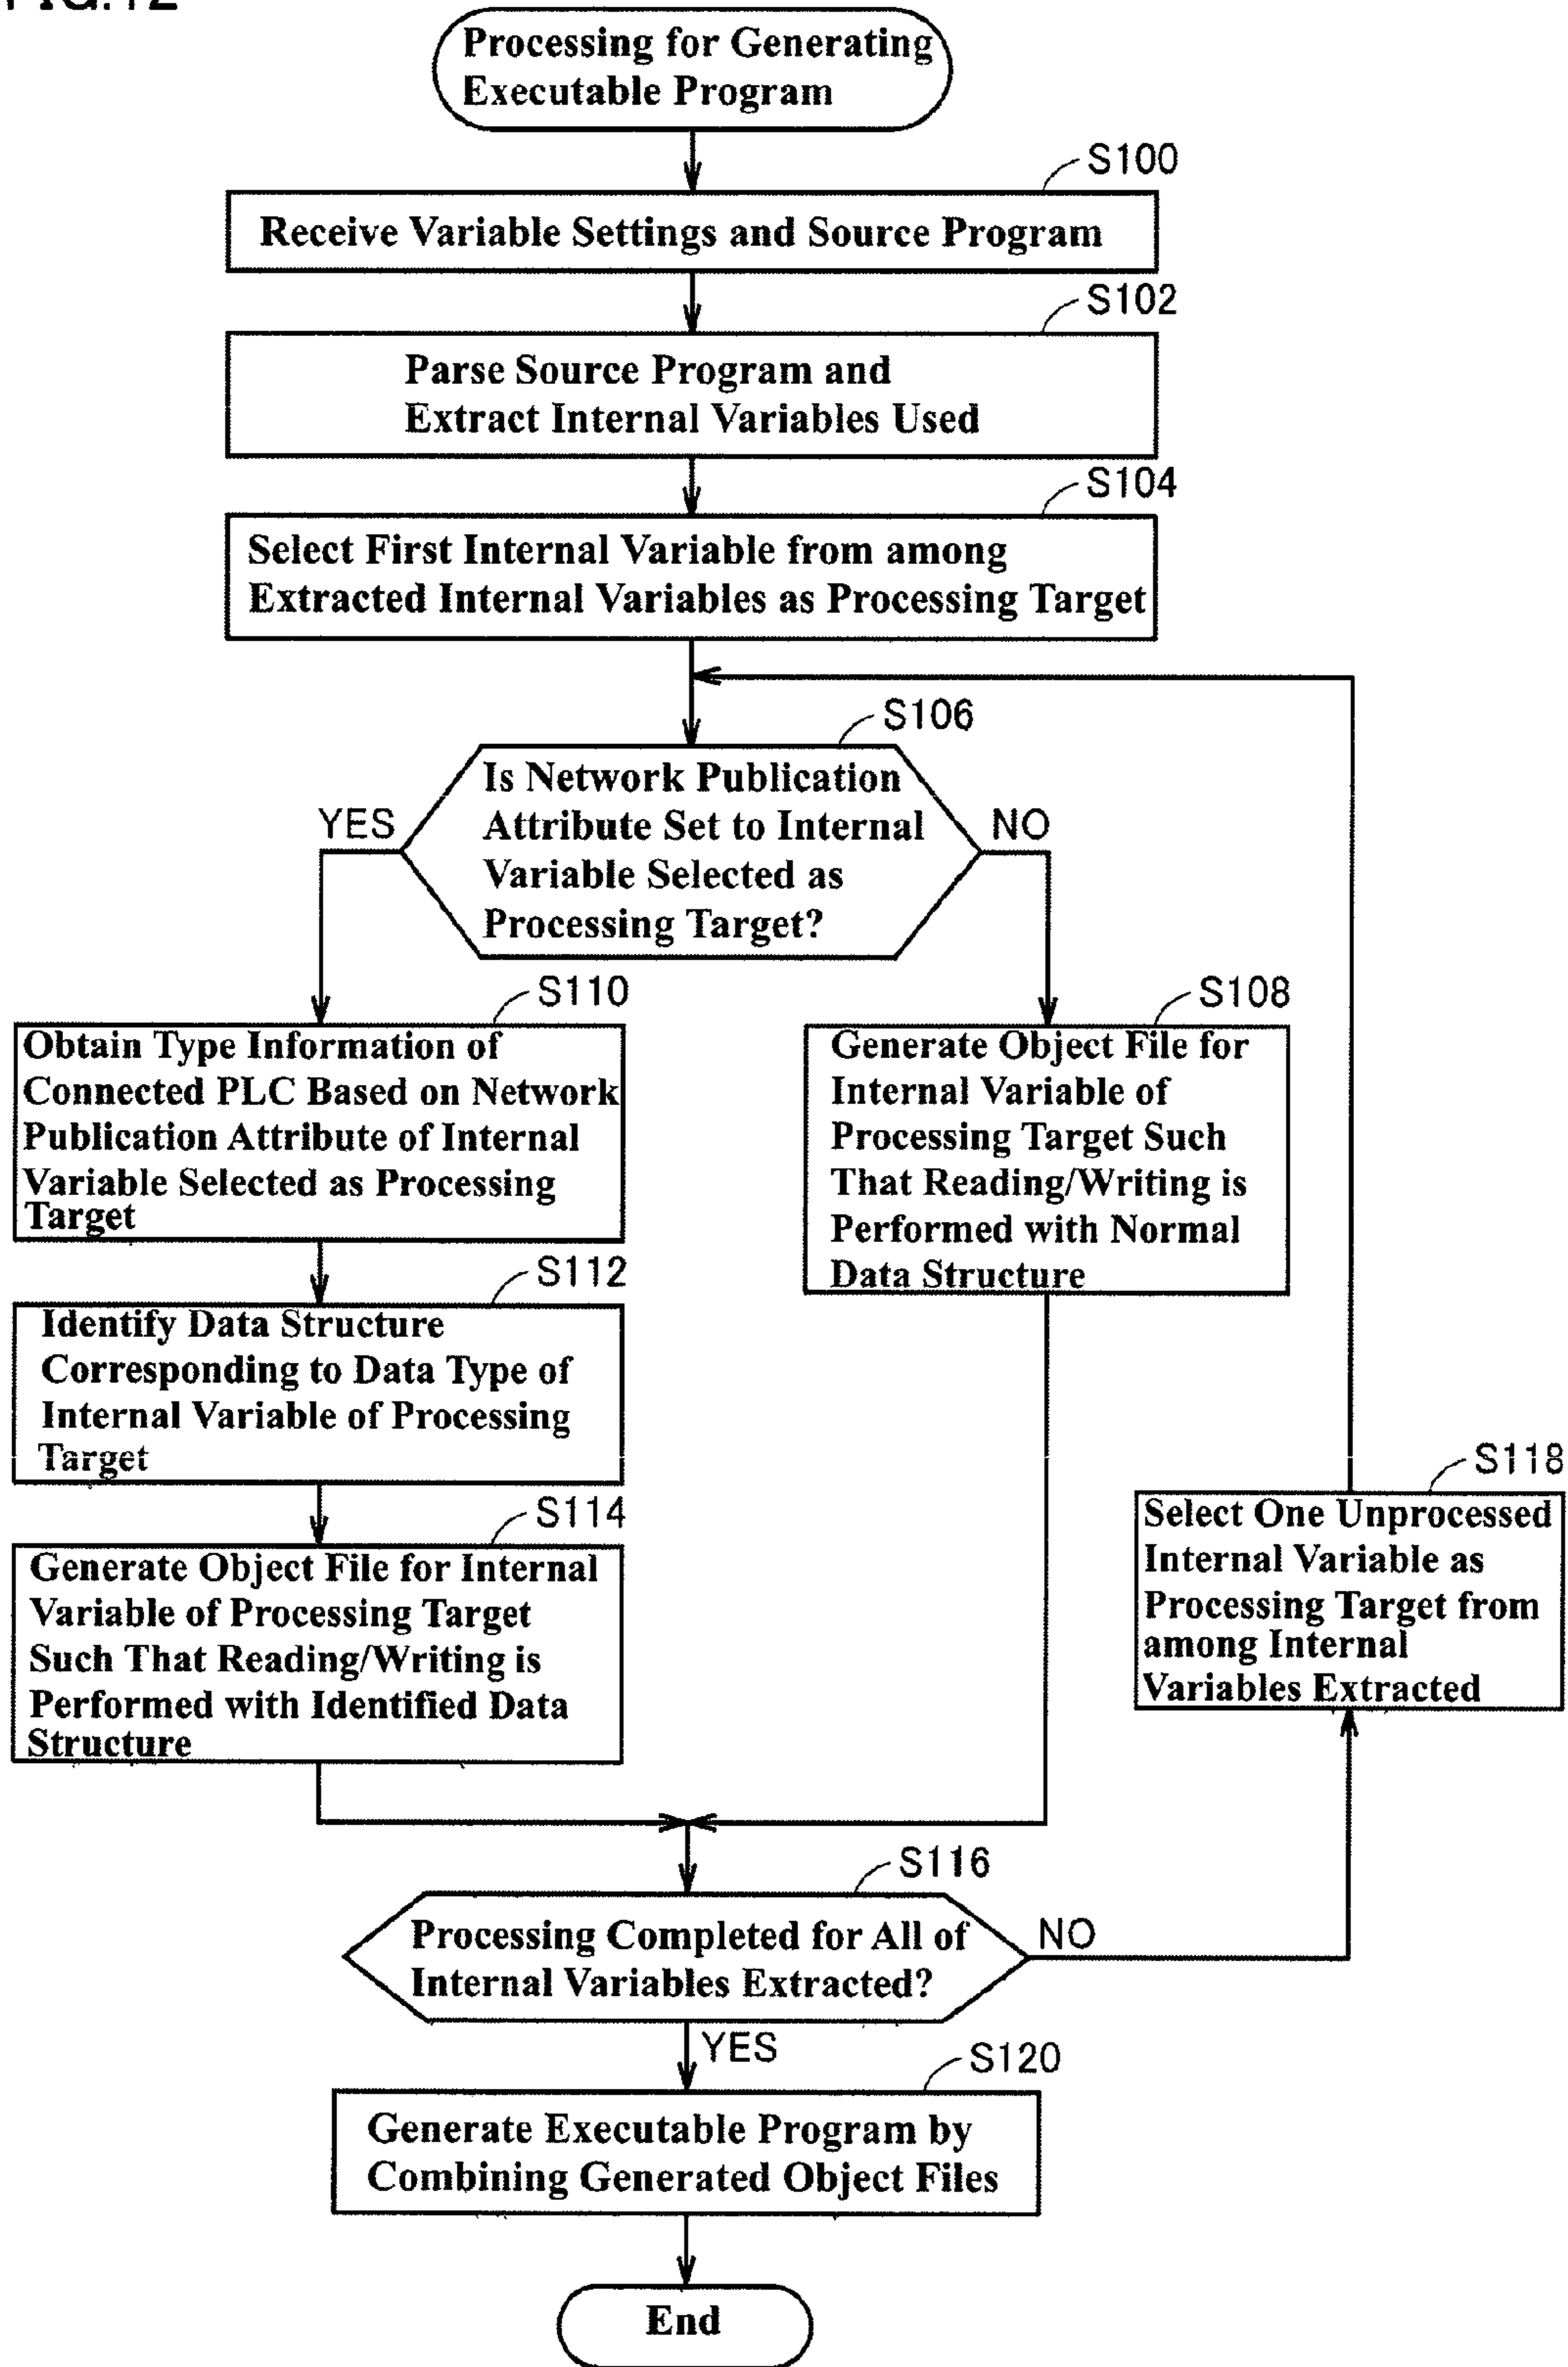 FIG.12
Processing for Generating
Executable Program
S100
Receive Variable Settings and Source Program
S102
Parse Source Program and
Extract Internal Variables Used
S104
Select First Internal Variable from among
Extracted Internal Variables as Processing Target
S106
Is Network Publication
Attribute Set to Internal
Variable Selected as
Processing Target?
YES
NO
S110
Obtain Type Information of
Connected PLC Based on Network
Publication Attribute of Internal
Variable Selected as Processing
Target
S108
Generate Object File for
Internal Variable of
Processing Target Such
That Reading/Writing is
Performed with Normal
Data Structure
S112
Identify Data Structure
Corresponding to Data Type of
Internal Variable of Processing
Target
S114
Generate Object File for Internal
Variable of Processing Target
Such That Reading/Writing is
Performed with Identified Data
Structure
S118
Select One Unprocessed
Internal Variable as
Processing Target from
among Internal
Variables Extracted
S116
Processing Completed for All of
Internal Variables Extracted?
NO
YES
S120
Generate Executable Program by
Combining Generated Object Files
End